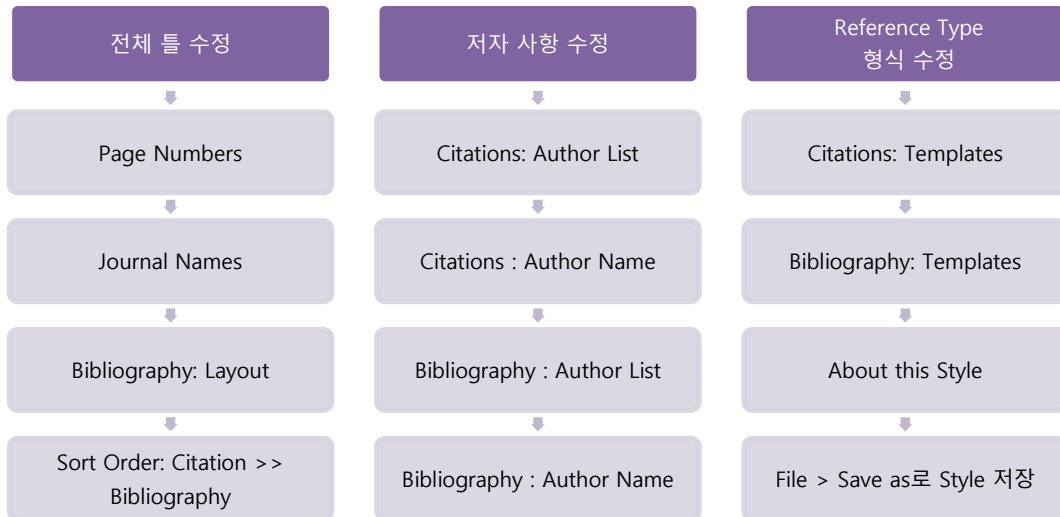 전체 틀 수정
Page Numbers
Journal Names
Bibliography: Layout
Sort Order: Citation >>
Bibliography
저자 사항 수정
Citations: Author List
Citations : Author Name
Bibliography : Author List
Bibliography : Author Name
Reference Type
형식 수정
Citations: Templates
Bibliography: Templates
About this Style
File > Save as로 Style 저장